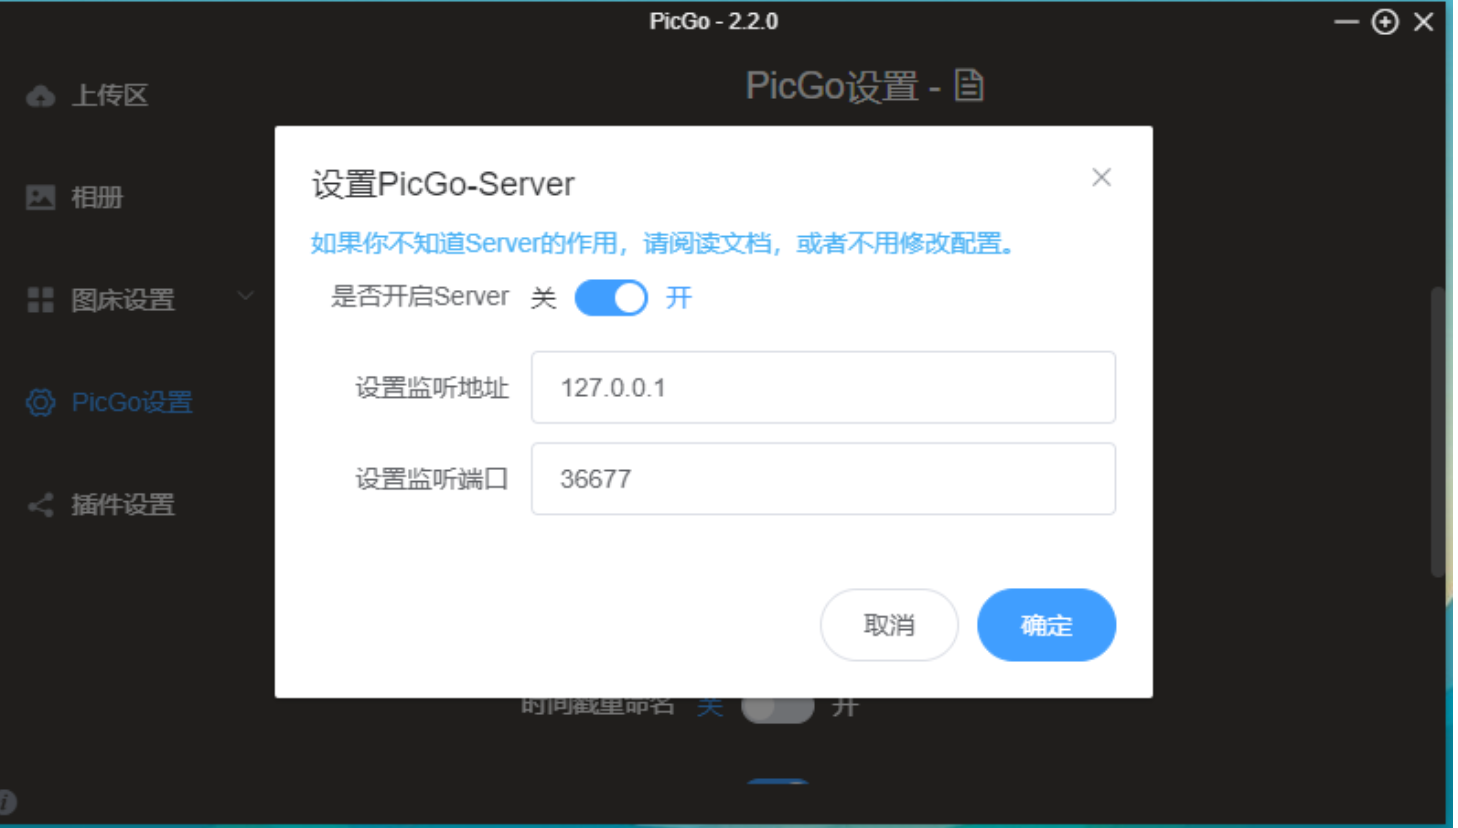 PicGo - 2.2.0
上传区
PicGo设置 -
相册
图床设置
PicGo设置
插件设置
设置PicGo-Server
如果你不知道Server的作用，请阅读文档，或者不用修改配置。
是否开启Server 关 开
设置监听地址 127.0.0.1
设置监听端口 36677
取消 确定
时间戳重命名 关 开